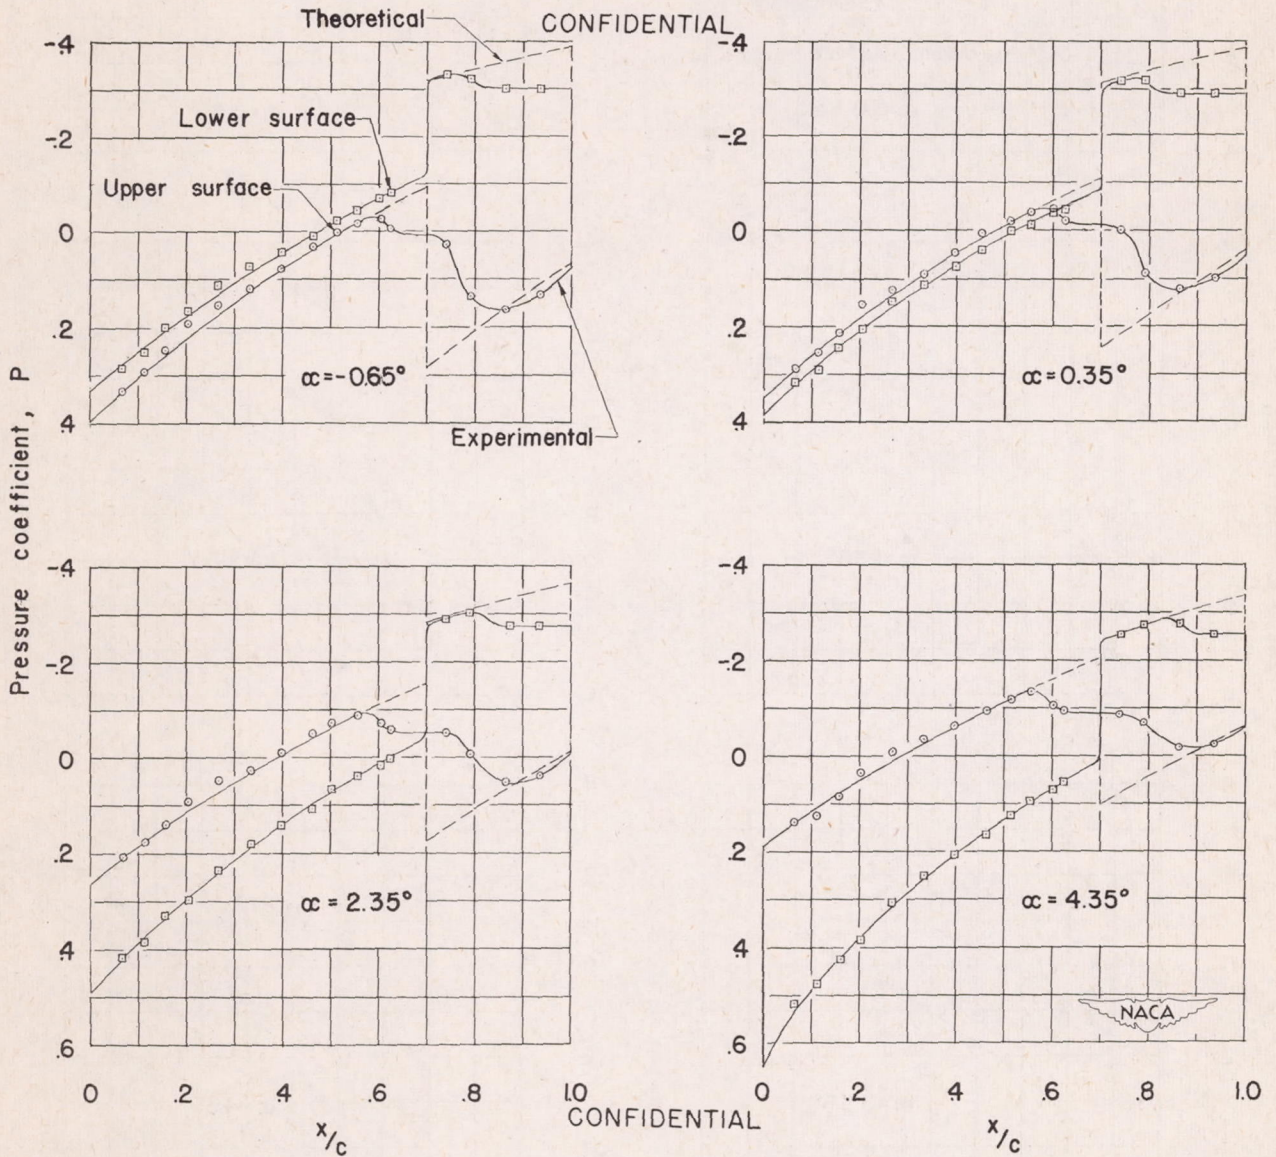 CONFIDENTIAL
Theoretical
Lower surface
Upper surface
-.4
-.2
0
.2
.4
α=-0.65°
Experimental
-.4
-.2
0
.2
.4
α=0.35°
Pressure coefficient, P
-.4
-.2
0
.2
.4
.6
α=2.35°
0 .2 .4 .6 .8 1.0
x/c
-.4
-.2
0
.2
.4
.6
α=4.35°
NACA
0 .2 .4 .6 .8 1.0
x/c
CONFIDENTIAL